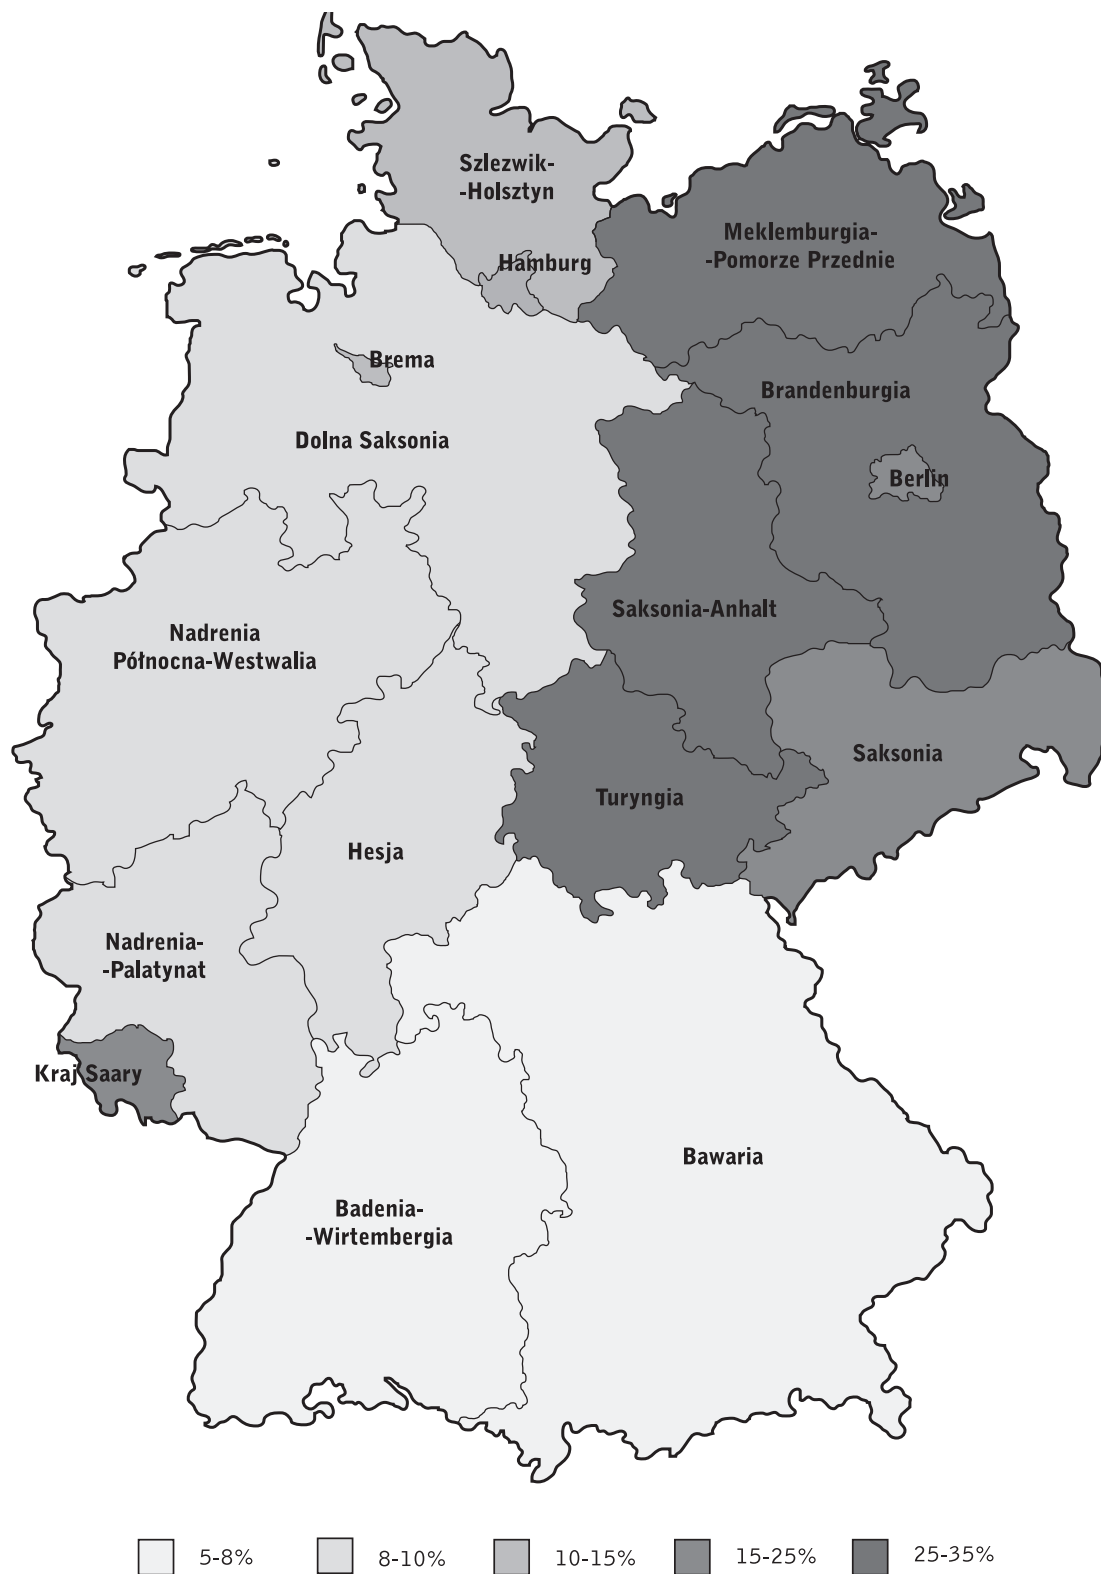 Szlezwik-
-Holsztyn
Meklemburgia-
-Pomorze Przednie
Hamburg
Brema
Brandenburgia
Dolna Saksonia
Berlin
Saksonia-Anhalt
Nadrenia
Północna-Westwalia
Saksonia
Turyngia
Hesja
Nadrenia-
-Palatynat
Kraj Saary
Bawaria
Badenia-
-Wirtembergia
5-8%
8-10%
10-15%
15-25%
25-35%